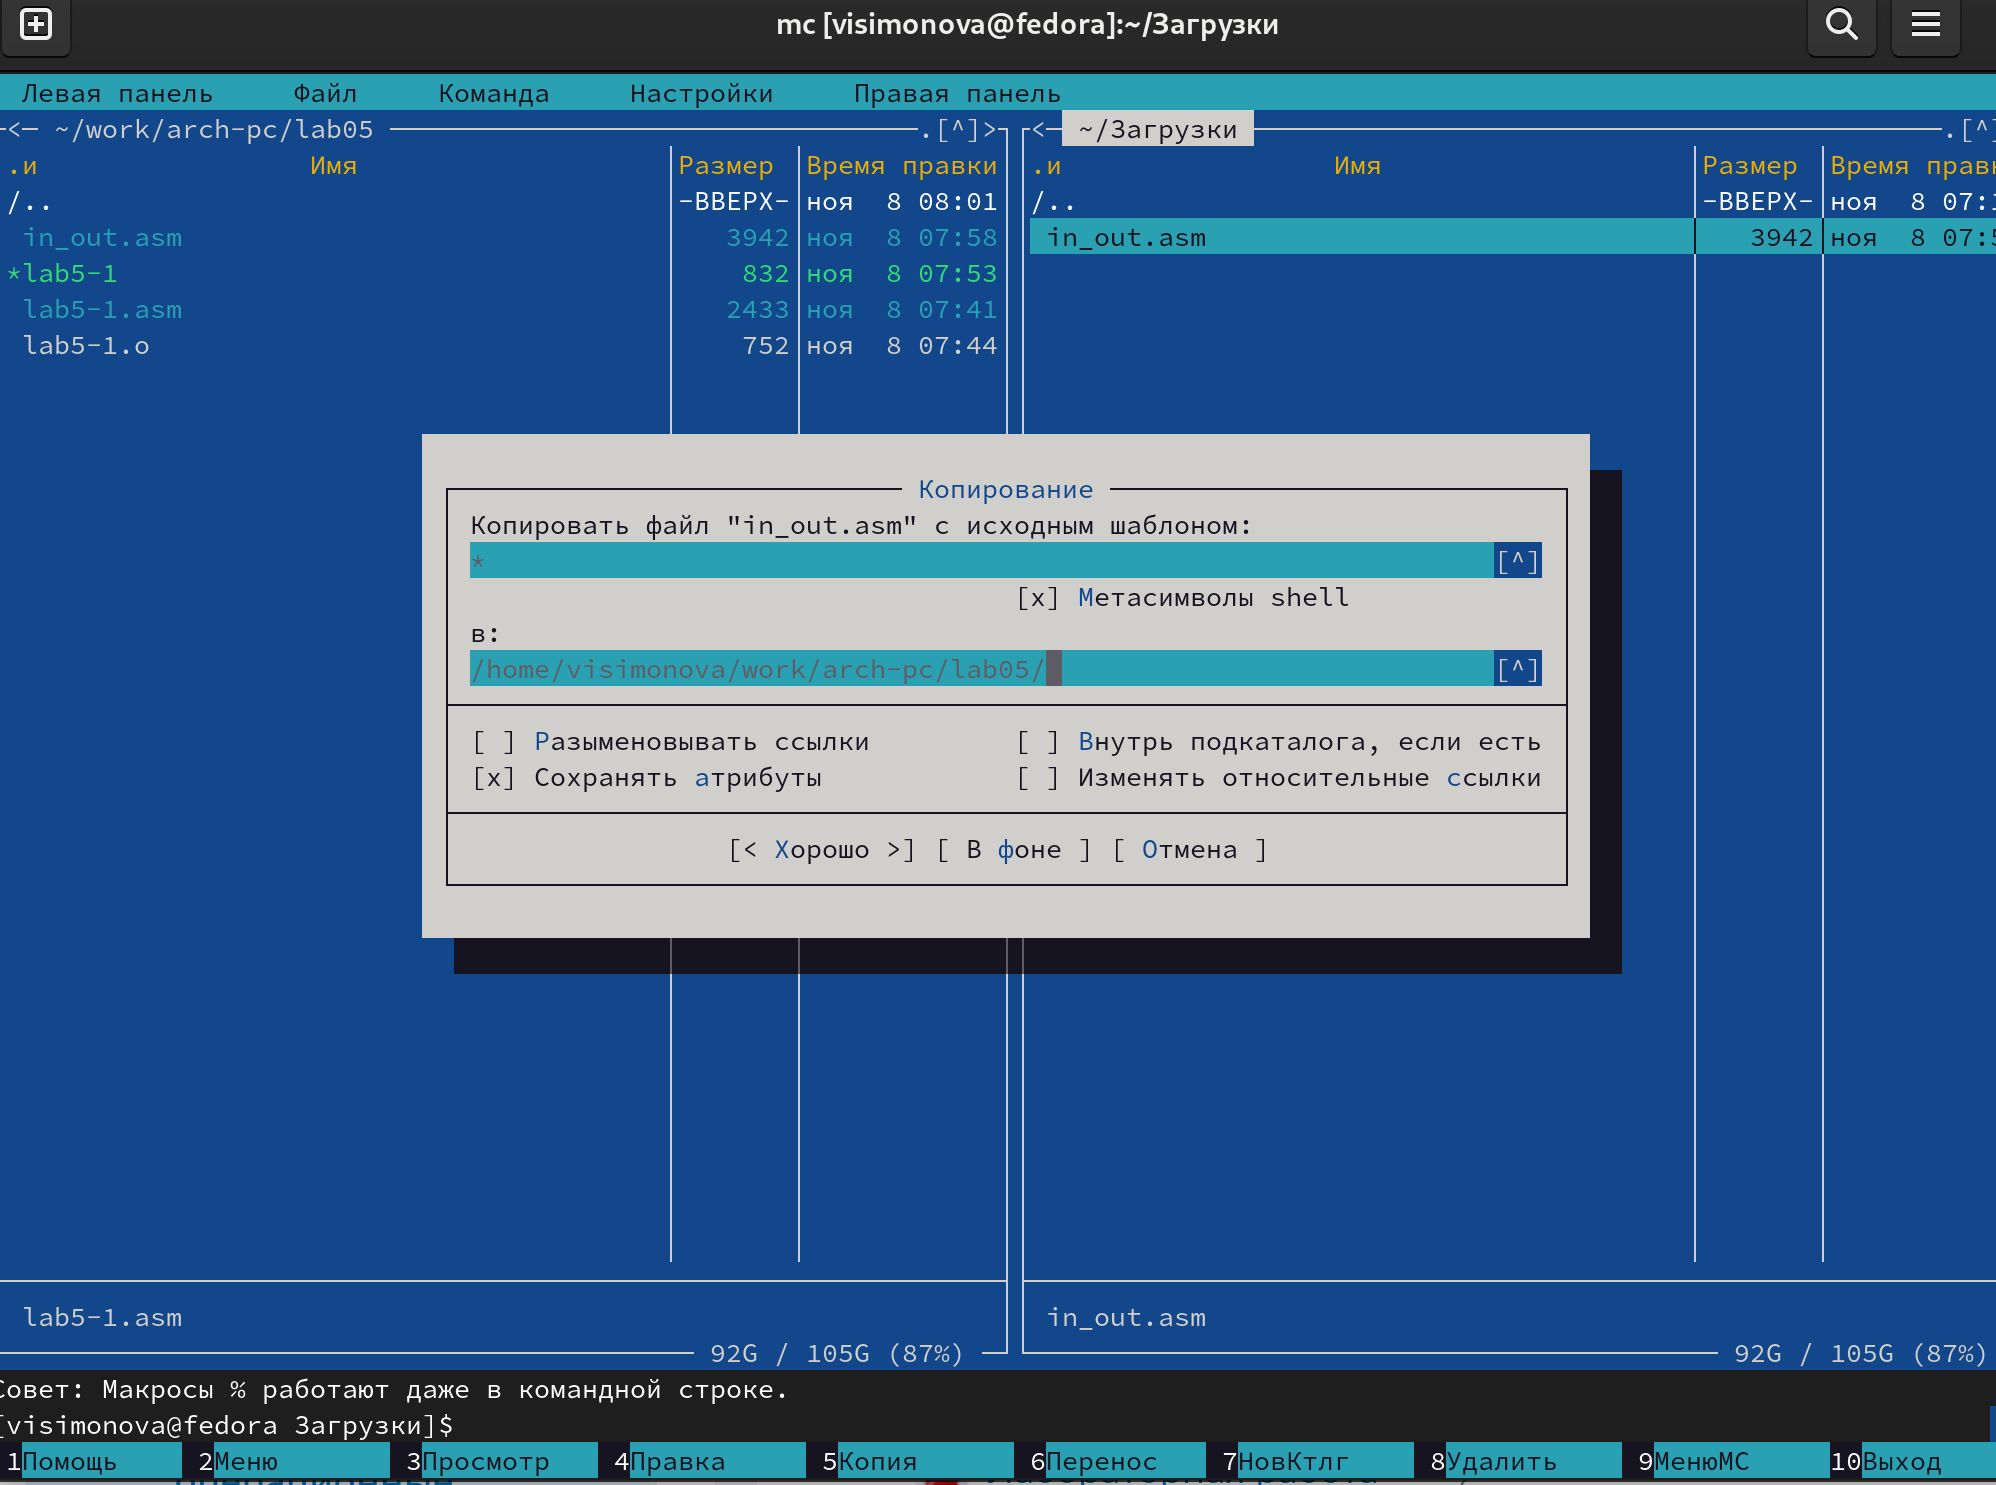 mc [visimonova@fedora]:~/Загрузки
Левая панель Файл Команда Настройки Правая панель
<─ ~/work/arch-pc/lab05 ─.[^]> <─ ~/Загрузки ─.[^]
.и Имя Размер Время правки .и Имя Размер Время
/.. -ВВЕРХ- ноя 8 08:01 /.. -ВВЕРХ- ноя 8
in_out.asm 3942 ноя 8 07:58 in_out.asm 3942 ноя 8
*lab5-1 832 ноя 8 07:53
lab5-1.asm 2433 ноя 8 07:41
lab5-1.o 752 ноя 8 07:44
Копирование
Копировать файл "in_out.asm" с исходным шаблоном:
* [^]
[x] Метасимволы shell
в:
/home/visimonova/work/arch-pc/lab05/ [^]
[ ] Разыменовывать ссылки [ ] Внутрь подкаталога, если есть
[x] Сохранять атрибуты [ ] Изменять относительные ссылки
[< Хорошо >] [ В фоне ] [ Отмена ]
lab5-1.asm in_out.asm
92G / 105G (87%) 92G / 105G (87%)
Совет: Макросы % работают даже в командной строке.
[visimonova@fedora Загрузки]$
1Помощь 2Меню 3Просмотр 4Правка 5Копия 6Перенос 7НовКтлг 8Удалить 9МенюМС 10Выход